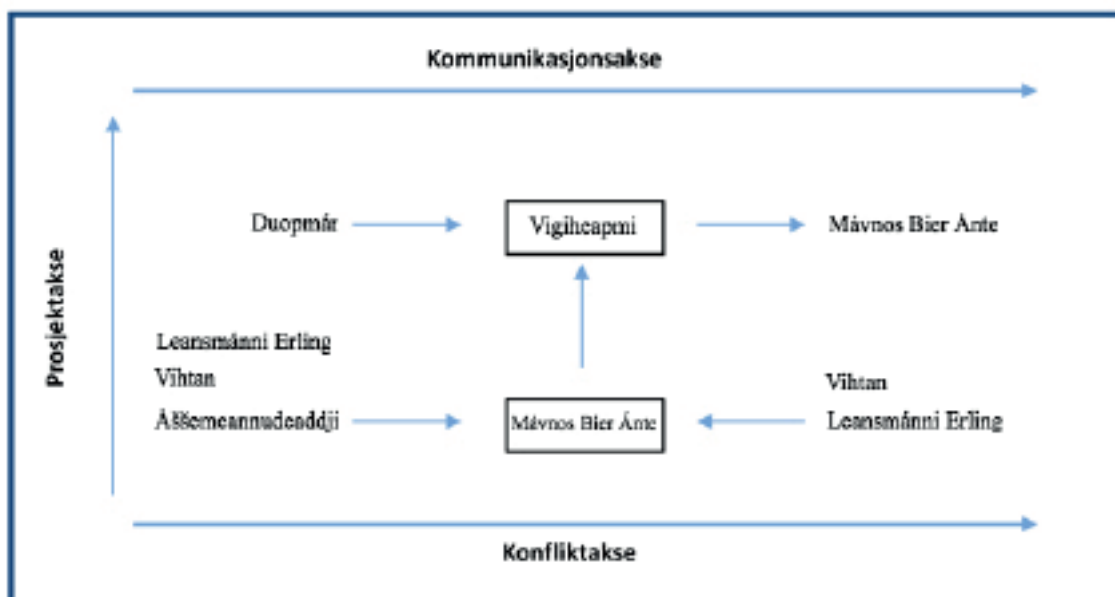 Kommunikasjonsakse
Prosjektakse
Duopmár
Vigiheapmi
Mávnos Bier Ánte
Leansmánni Erling
Vihtan
Áššemeannudeaddji
Mávnos Bier Ánte
Vihtan
Leansmánni Erling
Konfliktakse